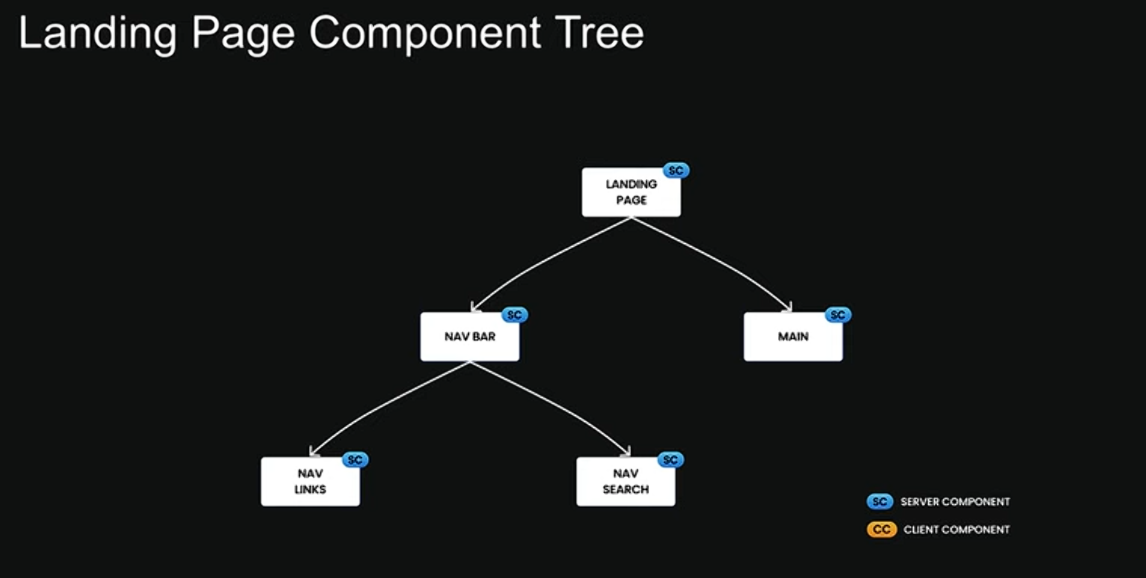 Landing Page Component Tree
SC
LANDING
PAGE
SC
NAV BAR
SC
MAIN
SC
NAV
LINKS
SC
NAV
SEARCH
SC SERVER COMPONENT
CC CLIENT COMPONENT